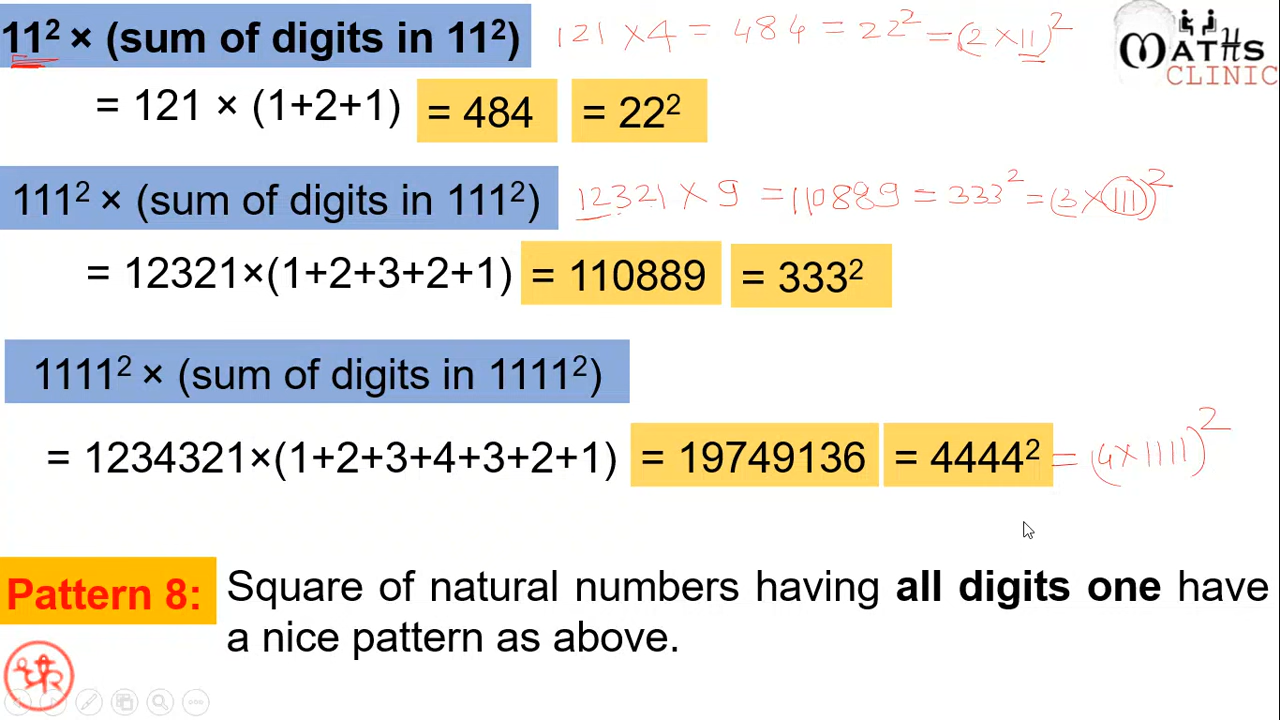 11² × (sum of digits in 11²) 121 × 4 = 484 = 22² = (2 × 11)²
MATHS
CLINIC
= 121 × (1+2+1) = 484 = 22²
111² × (sum of digits in 111²) 12321 × 9 = 110889 = 333² = (3 × 111)²
= 12321×(1+2+3+2+1) = 110889 = 333²
1111² × (sum of digits in 1111²)
= 1234321×(1+2+3+4+3+2+1) = 19749136 = 4444² = (4 × 1111)²
Pattern 8: Square of natural numbers having all digits one have
a nice pattern as above.